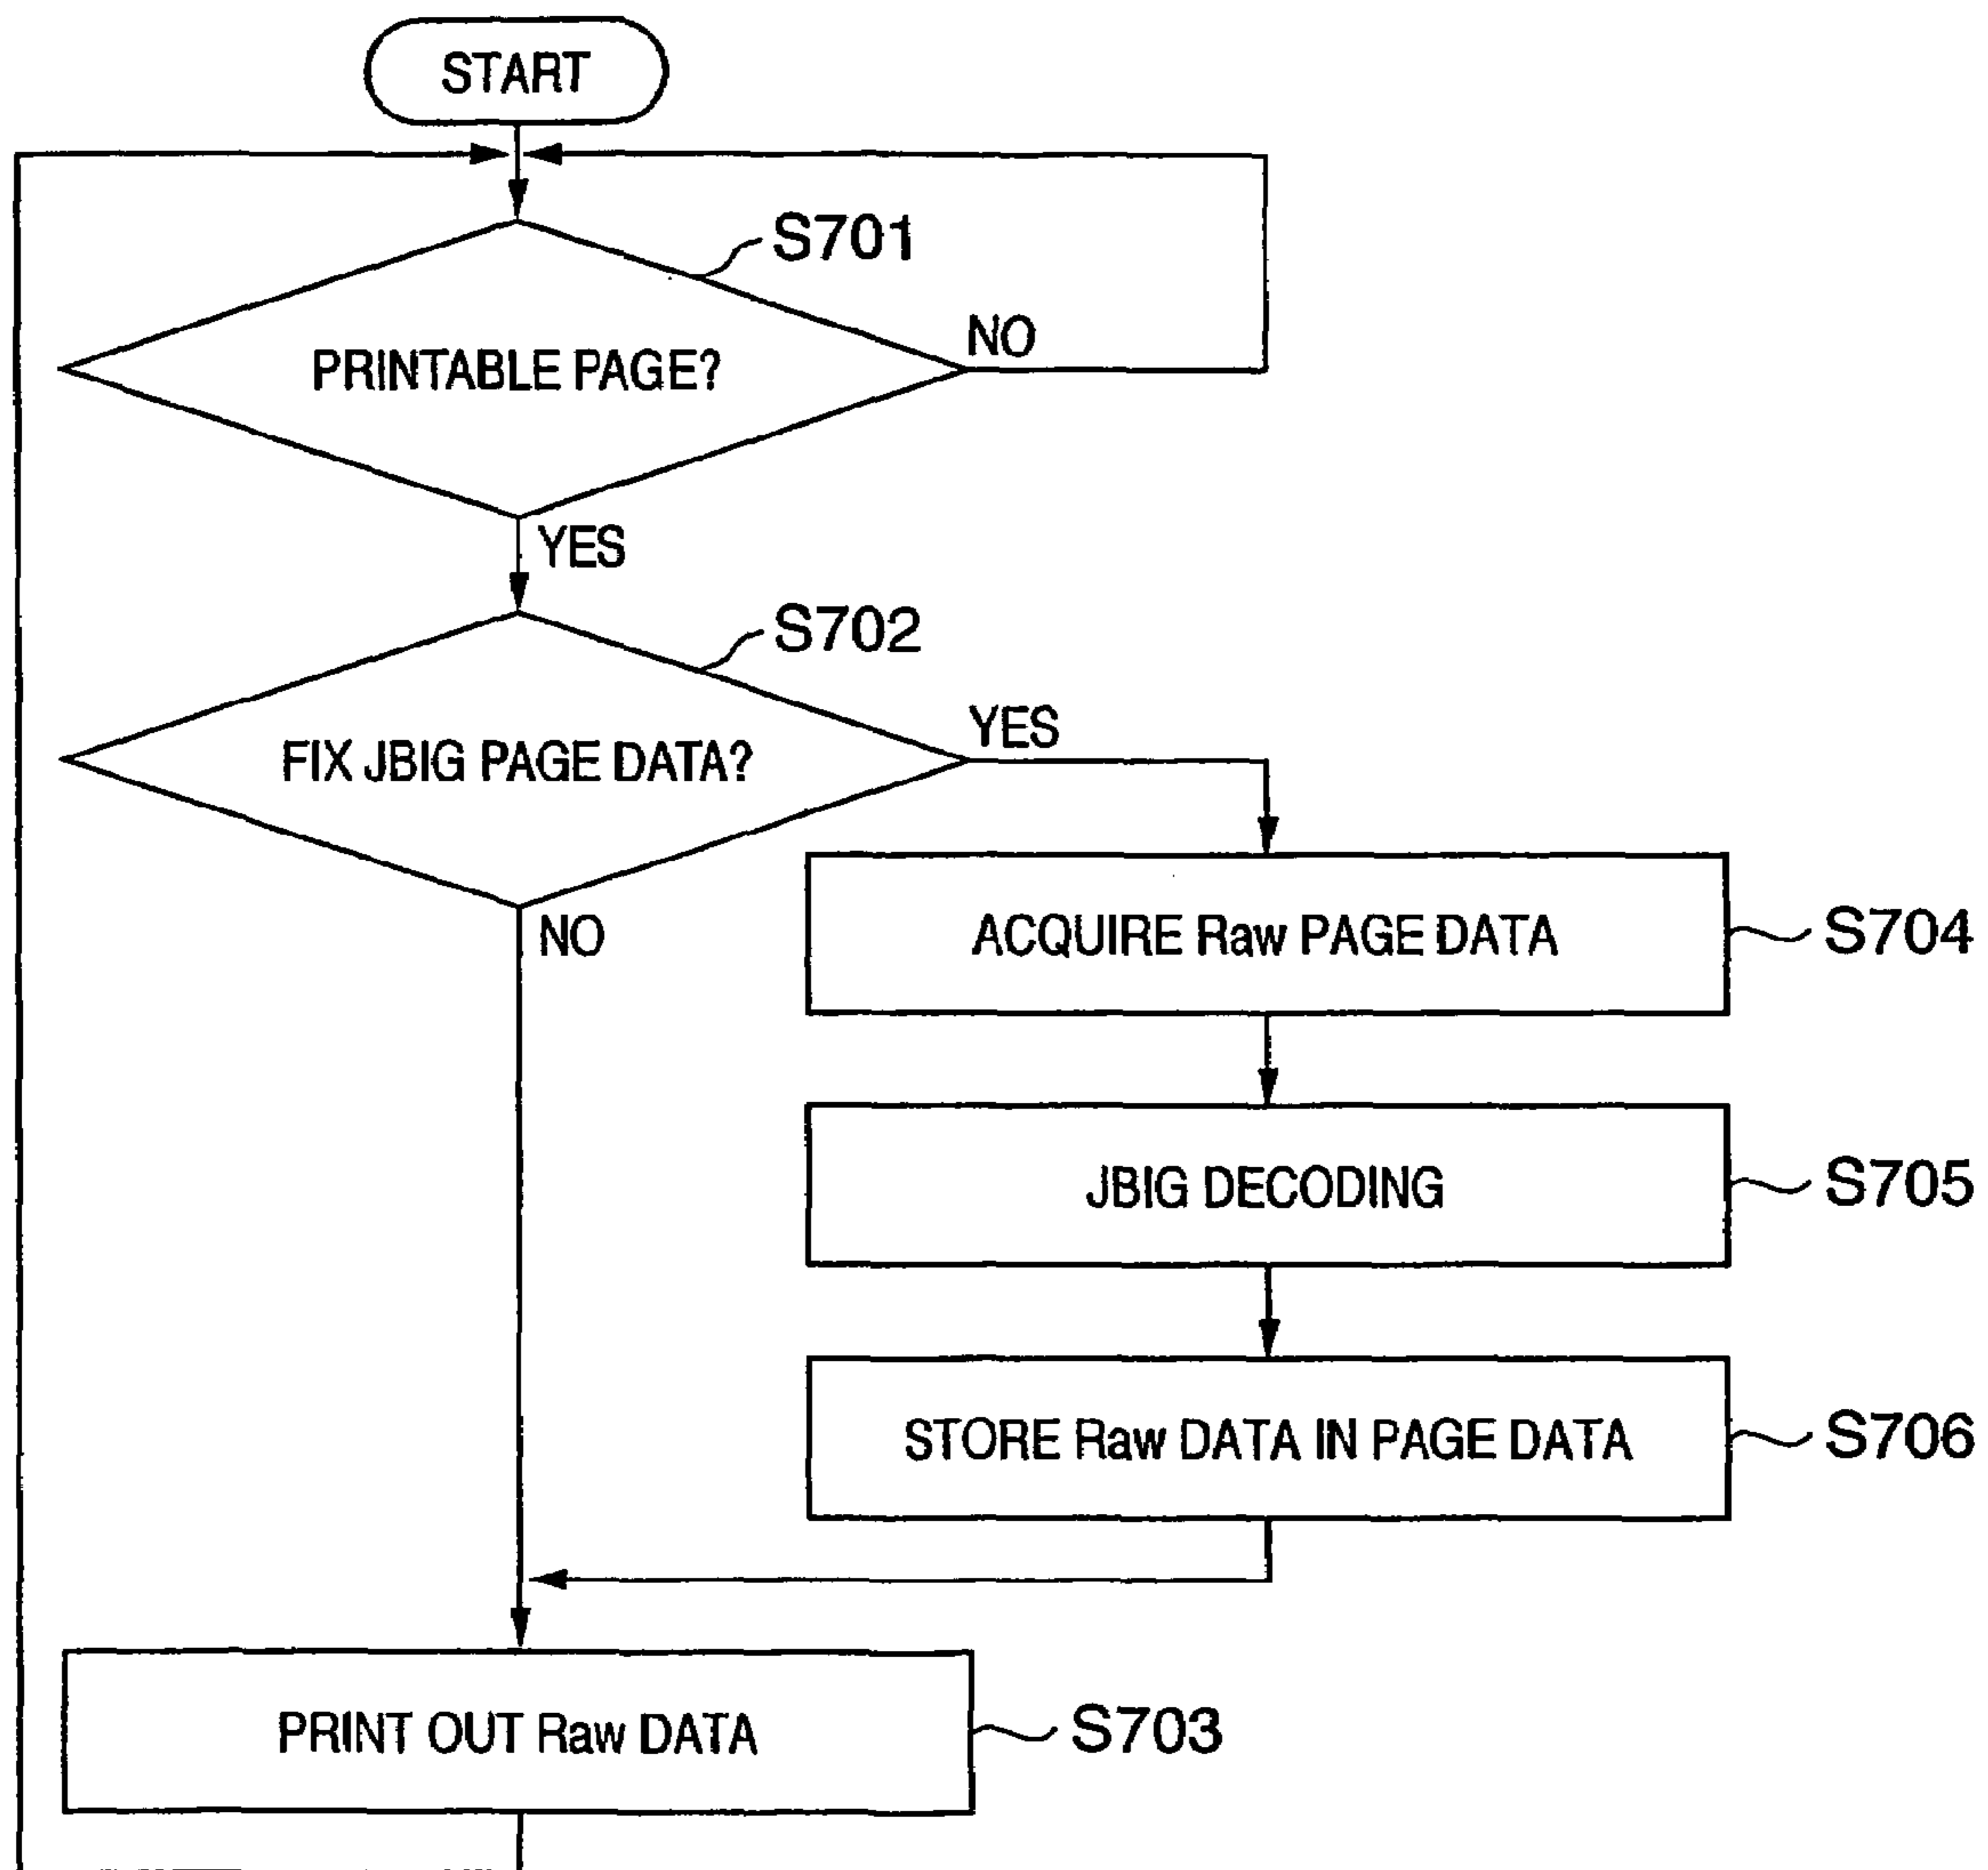 START
S701
PRINTABLE PAGE?
NO
YES
S702
FIX JBIG PAGE DATA?
YES
NO
ACQUIRE Raw PAGE DATA
S704
JBIG DECODING
S705
STORE Raw DATA IN PAGE DATA
S706
PRINT OUT Raw DATA
S703